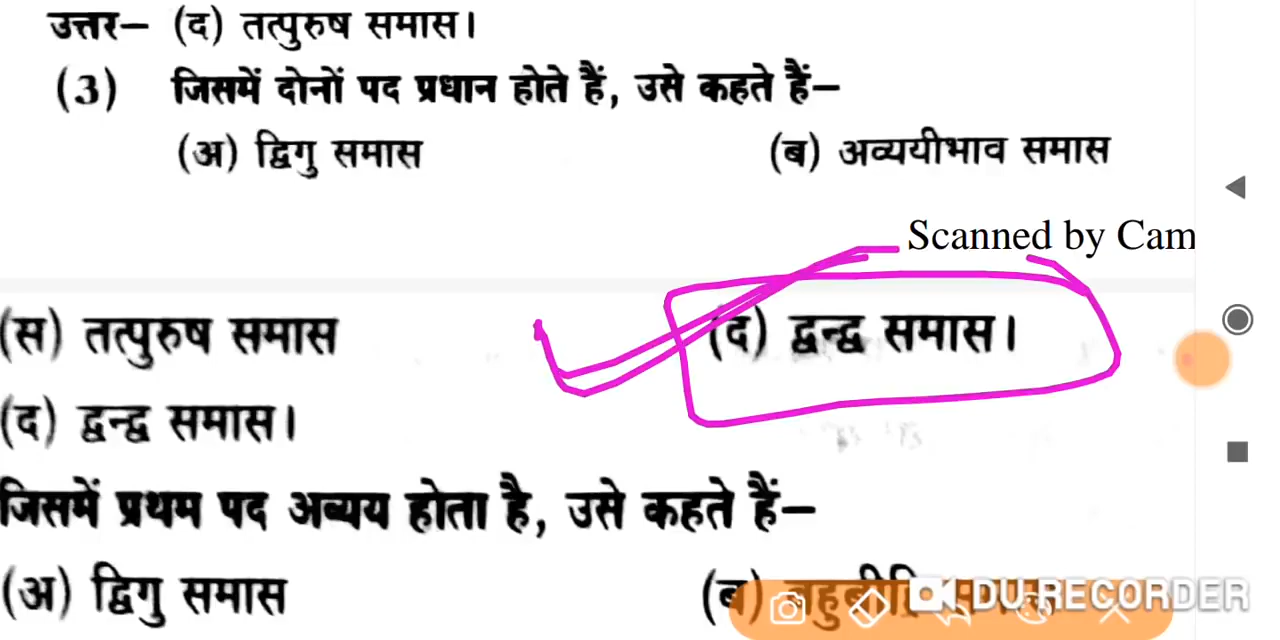 उत्तर– (द) तत्पुरुष समास।
(3) जिसमें दोनों पद प्रधान होते हैं, उसे कहते हैं–
(अ) द्विगु समास (ब) अव्ययीभाव समास
Scanned by Cam
(स) तत्पुरुष समास (द) द्वन्द्व समास।
(द) द्वन्द्व समास।
जिसमें प्रथम पद अव्यय होता है, उसे कहते हैं–
(अ) द्विगु समास (ब)
DU RECORDER